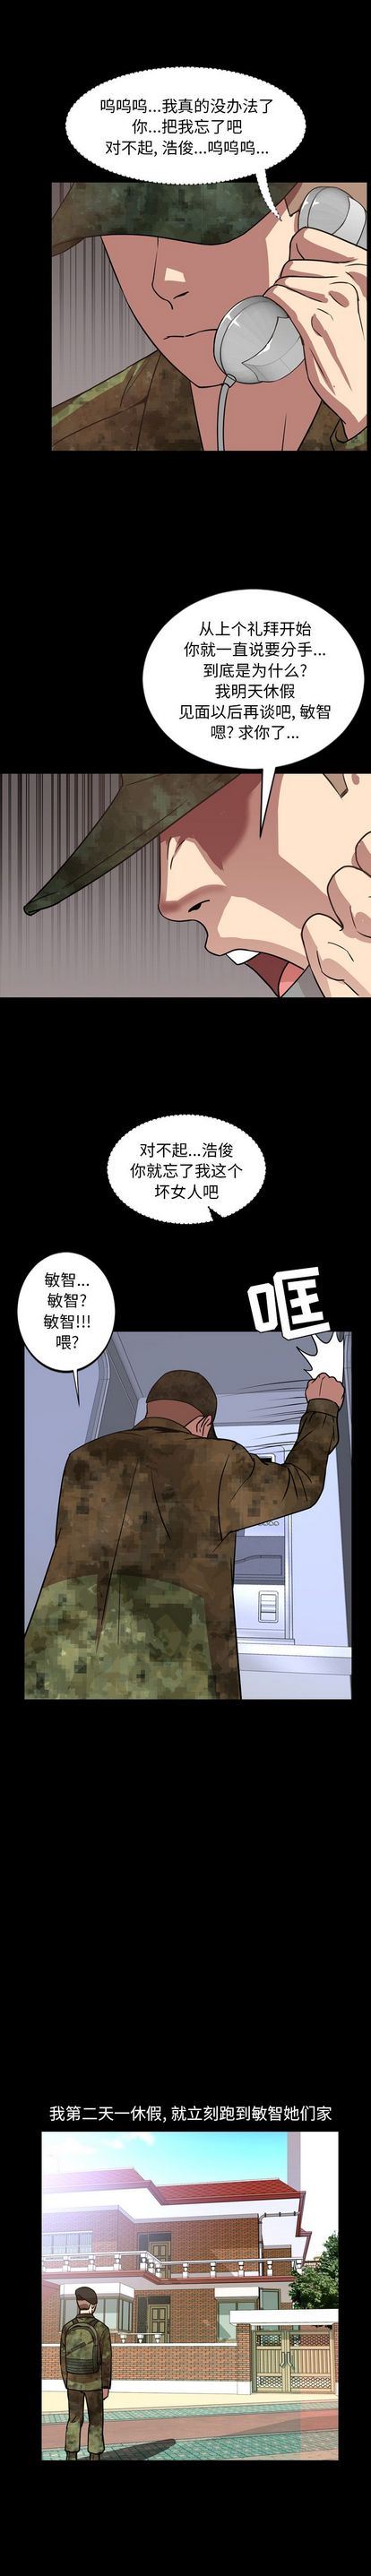 呜呜呜...我真的没办法了
你...把我忘了吧
对不起, 浩俊...呜呜呜...
从上个礼拜开始
你就一直说要分手...
到底是为什么?
我明天休假
见面以后再谈吧, 敏智
嗯? 求你了...
对不起...浩俊
你就忘了我这个
坏女人吧
敏智...
敏智?
敏智!!!
喂?
哐
我第二天一休假, 就立刻跑到敏智她们家